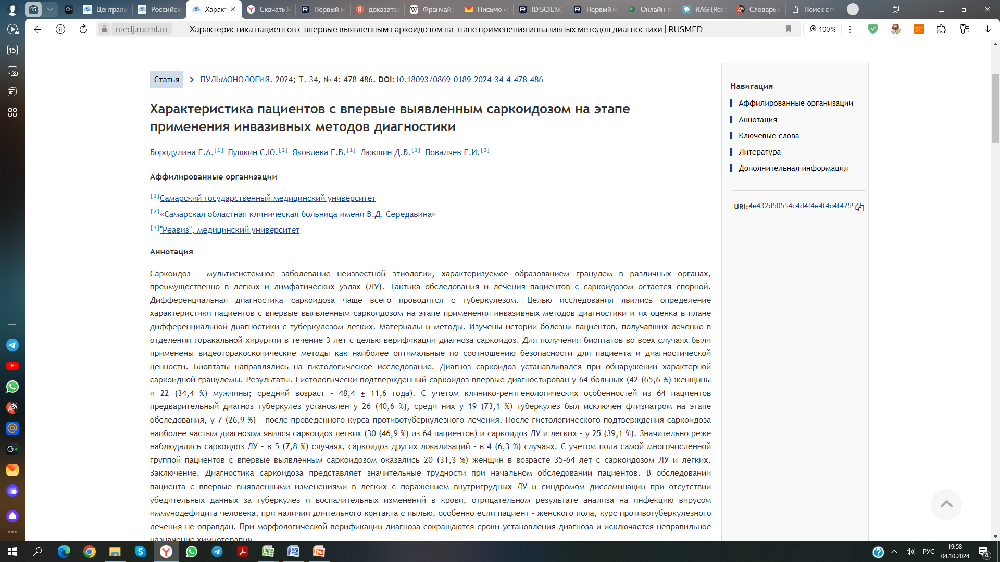 15
Централь
Российска
Характ
Скачать Я
Первый м
доказател
Франчайз
Письмо «
ID SCIENC
Первый м
Онлайн-п
RAG (Retr
Словарь и
Поиск с п
medj.rucml.ru
Характеристика пациентов с впервые выявленным саркоидозом на этапе применения инвазивных методов диагностики | RUSMED
100 %
SC
15
Статья
ПУЛЬМОНОЛОГИЯ. 2024; Т. 34, № 4: 478-486. DOI:10.18093/0869-0189-2024-34-4-478-486
Характеристика пациентов с впервые выявленным саркоидозом на этапе
применения инвазивных методов диагностики
Бородулина Е.А.[1] Пушкин С.Ю.[2] Яковлева Е.В.[1] Люкшин Д.В.[1] Поваляев Е.И.[3]
Аффилированные организации
[1]Самарский государственный медицинский университет
[2]«Самарская областная клиническая больница имени В.Д. Середавина»
[3]"Реавиз", медицинский университет
Аннотация
Саркоидоз - мультисистемное заболевание неизвестной этиологии, характеризуемое образованием гранулем в различных органах,
преимущественно в легких и лимфатических узлах (ЛУ). Тактика обследования и лечения пациентов с саркоидозом остается спорной.
Дифференциальная диагностика саркоидоза чаще всего проводится с туберкулезом. Целью исследования явились определение
характеристики пациентов с впервые выявленным саркоидозом на этапе применения инвазивных методов диагностики и их оценка в плане
дифференциальной диагностики с туберкулезом легких. Материалы и методы. Изучены истории болезни пациентов, получавших лечение в
отделении торакальной хирургии в течение 3 лет с целью верификации диагноза саркоидоз. Для получения биоптатов во всех случаях были
применены видеоторакоскопические методы как наиболее оптимальные по соотношению безопасности для пациента и диагностической
ценности. Биоптаты направлялись на гистологическое исследование. Диагноз саркоидоз устанавливался при обнаружении характерной
саркоидной гранулемы. Результаты. Гистологически подтвержденный саркоидоз впервые диагностирован у 64 больных (42 (65,6 %) женщины
и 22 (34,4 %) мужчины; средний возраст - 48,4 ± 11,6 года). С учетом клинико-рентгенологических особенностей из 64 пациентов
предварительный диагноз туберкулез установлен у 26 (40,6 %), среди них у 19 (73,1 %) туберкулез был исключен фтизиатром на этапе
обследования, у 7 (26,9 %) - после проведенного курса противотуберкулезного лечения. После гистологического подтверждения саркоидоза
наиболее частым диагнозом явился саркоидоз легких (30 (46,9 %) из 64 пациентов) и саркоидоз ЛУ и легких - у 25 (39,1 %). Значительно реже
наблюдались саркоидоз ЛУ - в 5 (7,8 %) случаях, саркоидоз других локализаций - в 4 (6,3 %) случаях. С учетом пола самой многочисленной
группой пациентов с впервые выявленным саркоидозом оказались 20 (31,3 %) женщин в возрасте 35-64 лет с саркоидозом ЛУ и легких.
Заключение. Диагностика саркоидоза представляет значительные трудности при начальном обследовании пациентов. В обследовании
пациента с впервые выявленными изменениями в легких с поражением внутригрудных ЛУ и синдромом диссеминации при отсутствии
убедительных данных за туберкулез и воспалительных изменений в крови, отрицательном результате анализа на инфекцию вирусом
иммунодефицита человека, при наличии длительного контакта с пылью, особенно если пациент - женского пола, курс противотуберкулезного
лечения не оправдан. При морфологической верификации диагноза сокращаются сроки установления диагноза и исключается неправильное
назначение химиотерапии.
Навигация
Аффилированные организации
Аннотация
Ключевые слова
Литература
Дополнительная информация
URI:4e432d50554c4d4f4e4f4c4f475
РУС
19:58
04.10.2024
4